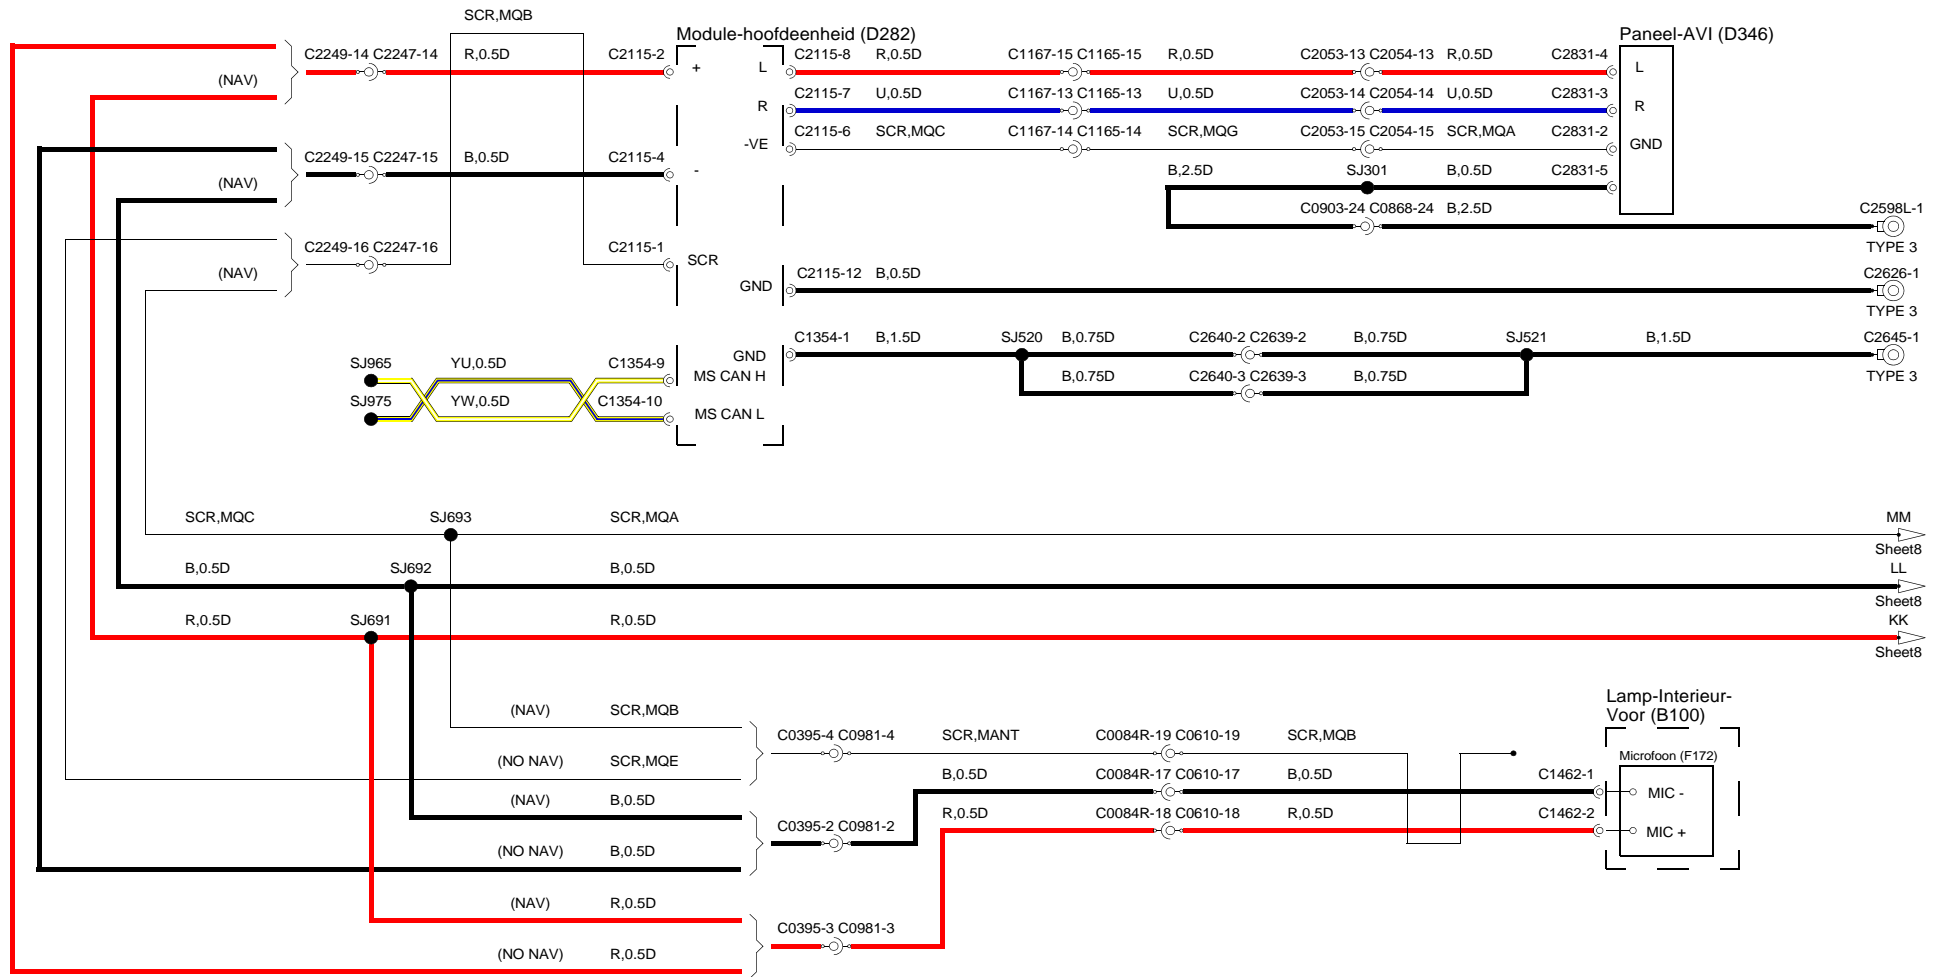 SCR,MQB
Module-hoofdeenheid (D282)
Paneel-AVI (D346)
C2249-14 C2247-14 R,0.5D C2115-2 + L C2115-8 R,0.5D C1167-15 C1165-15 R,0.5D C2053-13 C2054-13 R,0.5D C2831-4 L
(NAV)
R C2115-7 U,0.5D C1167-13 C1165-13 U,0.5D C2053-14 C2054-14 U,0.5D C2831-3 R
-VE C2115-6 SCR,MQC C1167-14 C1165-14 SCR,MQG C2053-15 C2054-15 SCR,MQA C2831-2 GND
C2249-15 C2247-15 B,0.5D C2115-4 -
(NAV)
B,2.5D SJ301 B,0.5D C2831-5
C0903-24 C0868-24 B,2.5D C2598L-1
TYPE 3
C2249-16 C2247-16 C2115-1 SCR
(NAV)
GND C2115-12 B,0.5D C2626-1
TYPE 3
GND C1354-1 B,1.5D SJ520 B,0.75D C2640-2 C2639-2 B,0.75D SJ521 B,1.5D C2645-1
TYPE 3
SJ965 YU,0.5D C1354-9 MS CAN H
B,0.75D C2640-3 C2639-3 B,0.75D
SJ975 YW,0.5D C1354-10 MS CAN L
SCR,MQC SJ693 SCR,MQA MM
Sheet8
B,0.5D SJ692 B,0.5D LL
Sheet8
R,0.5D SJ691 R,0.5D KK
Sheet8
Lamp-Interieur-
Voor (B100)
(NAV) SCR,MQB
C0395-4 C0981-4 SCR,MANT C0084R-19 C0610-19 SCR,MQB
Microfoon (F172)
(NO NAV) SCR,MQE
B,0.5D C0084R-17 C0610-17 B,0.5D C1462-1 MIC -
(NAV) B,0.5D
C0395-2 C0981-2 R,0.5D C0084R-18 C0610-18 R,0.5D C1462-2 MIC +
(NO NAV) B,0.5D
(NAV) R,0.5D
C0395-3 C0981-3
(NO NAV) R,0.5D